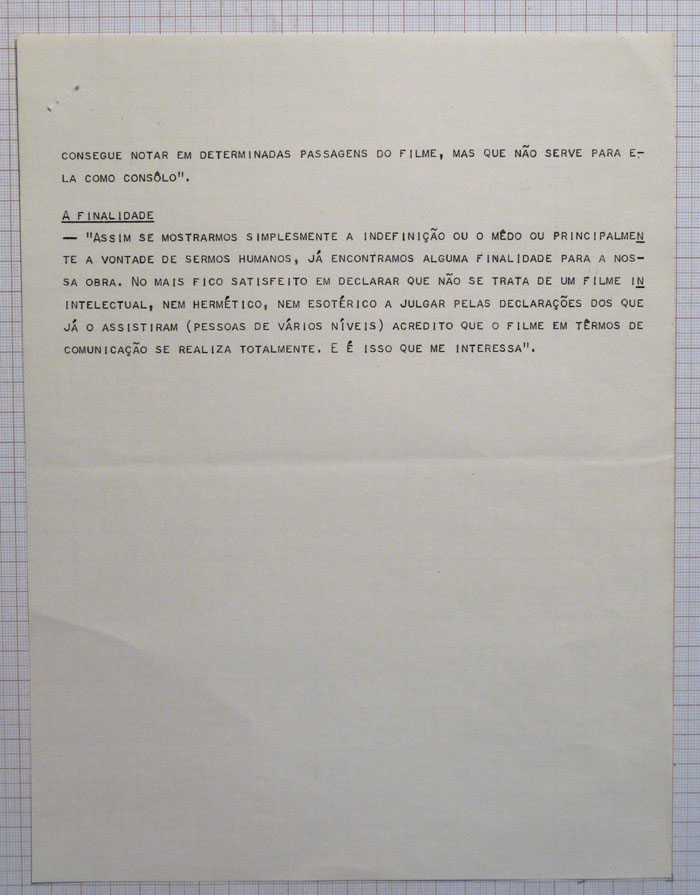 CONSEGUE NOTAR EM DETERMINADAS PASSAGENS DO FILME, MAS QUE NÃO SERVE PARA E-
LA COMO CONSÔLO".
A FINALIDADE
— "ASSIM SE MOSTRARMOS SIMPLESMENTE A INDEFINIÇÃO OU O MÊDO OU PRINCIPALMEN
TE A VONTADE DE SERMOS HUMANOS, JÁ ENCONTRAMOS ALGUMA FINALIDADE PARA A NOS-
SA OBRA. NO MAIS FICO SATISFEITO EM DECLARAR QUE NÃO SE TRATA DE UM FILME IN
INTELECTUAL, NEM HERMÉTICO, NEM ESOTÉRICO A JULGAR PELAS DECLARAÇÕES DOS QUE
JÁ O ASSISTIRAM (PESSOAS DE VÁRIOS NÍVEIS) ACREDITO QUE O FILME EM TÊRMOS DE
COMUNICAÇÃO SE REALIZA TOTALMENTE. E É ISSO QUE ME INTERESSA".